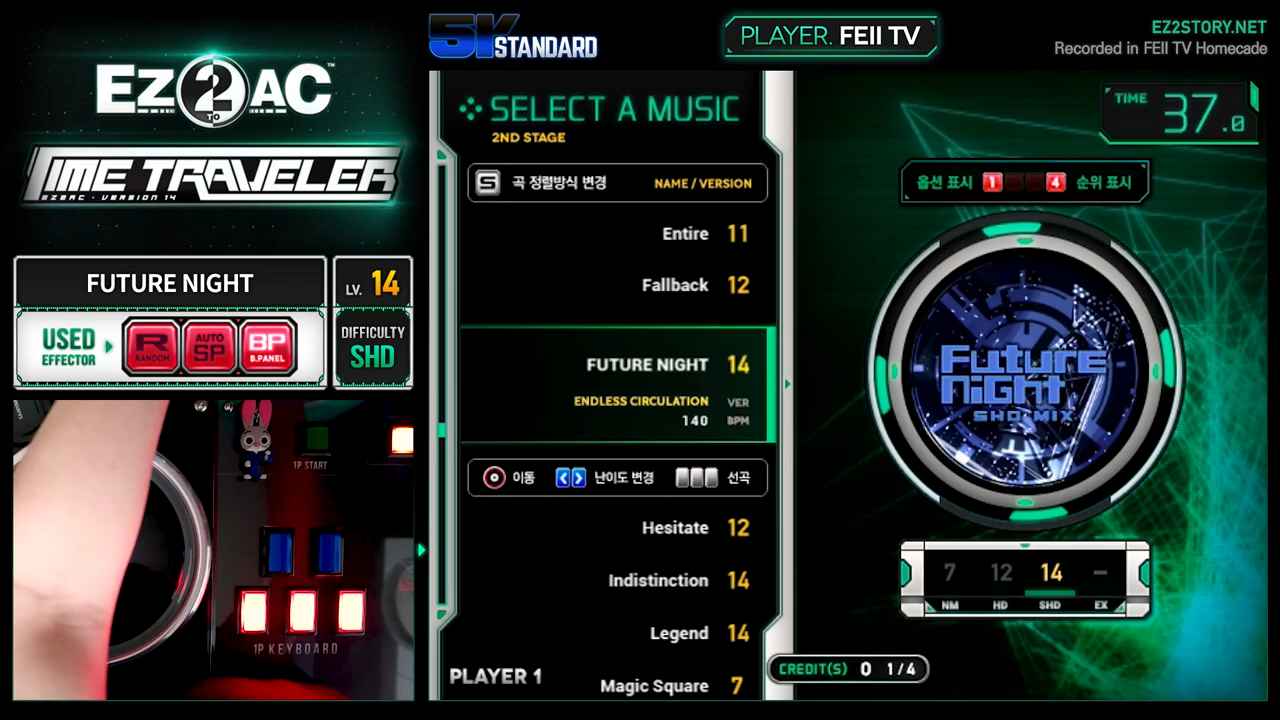 EZ2AC
TO
™
TIME TRAVELER
EZ2AC - VERSION 14
FUTURE NIGHT
LV. 14
USED
EFFECTOR
R
RANDOM
AUTO
SP
BP
B.PANEL
DIFFICULTY
SHD
1P START
1P KEYBOARD
5K STANDARD
PLAYER. FEII TV
EZ2STORY.NET
Recorded in FEII TV Homecade
SELECT A MUSIC
2ND STAGE
S 곡 정렬방식 변경 NAME / VERSION
Entire 11
Fallback 12
FUTURE NIGHT 14
ENDLESS CIRCULATION VER
140 BPM
이동 난이도 변경 선곡
Hesitate 12
Indistinction 14
Legend 14
Magic Square 7
PLAYER 1
CREDIT(S) 0 1/4
TIME 37.0
옵션 표시 1 4 순위 표시
Future
Night
SHD MIX
7 12 14 –
NM HD SHD EX